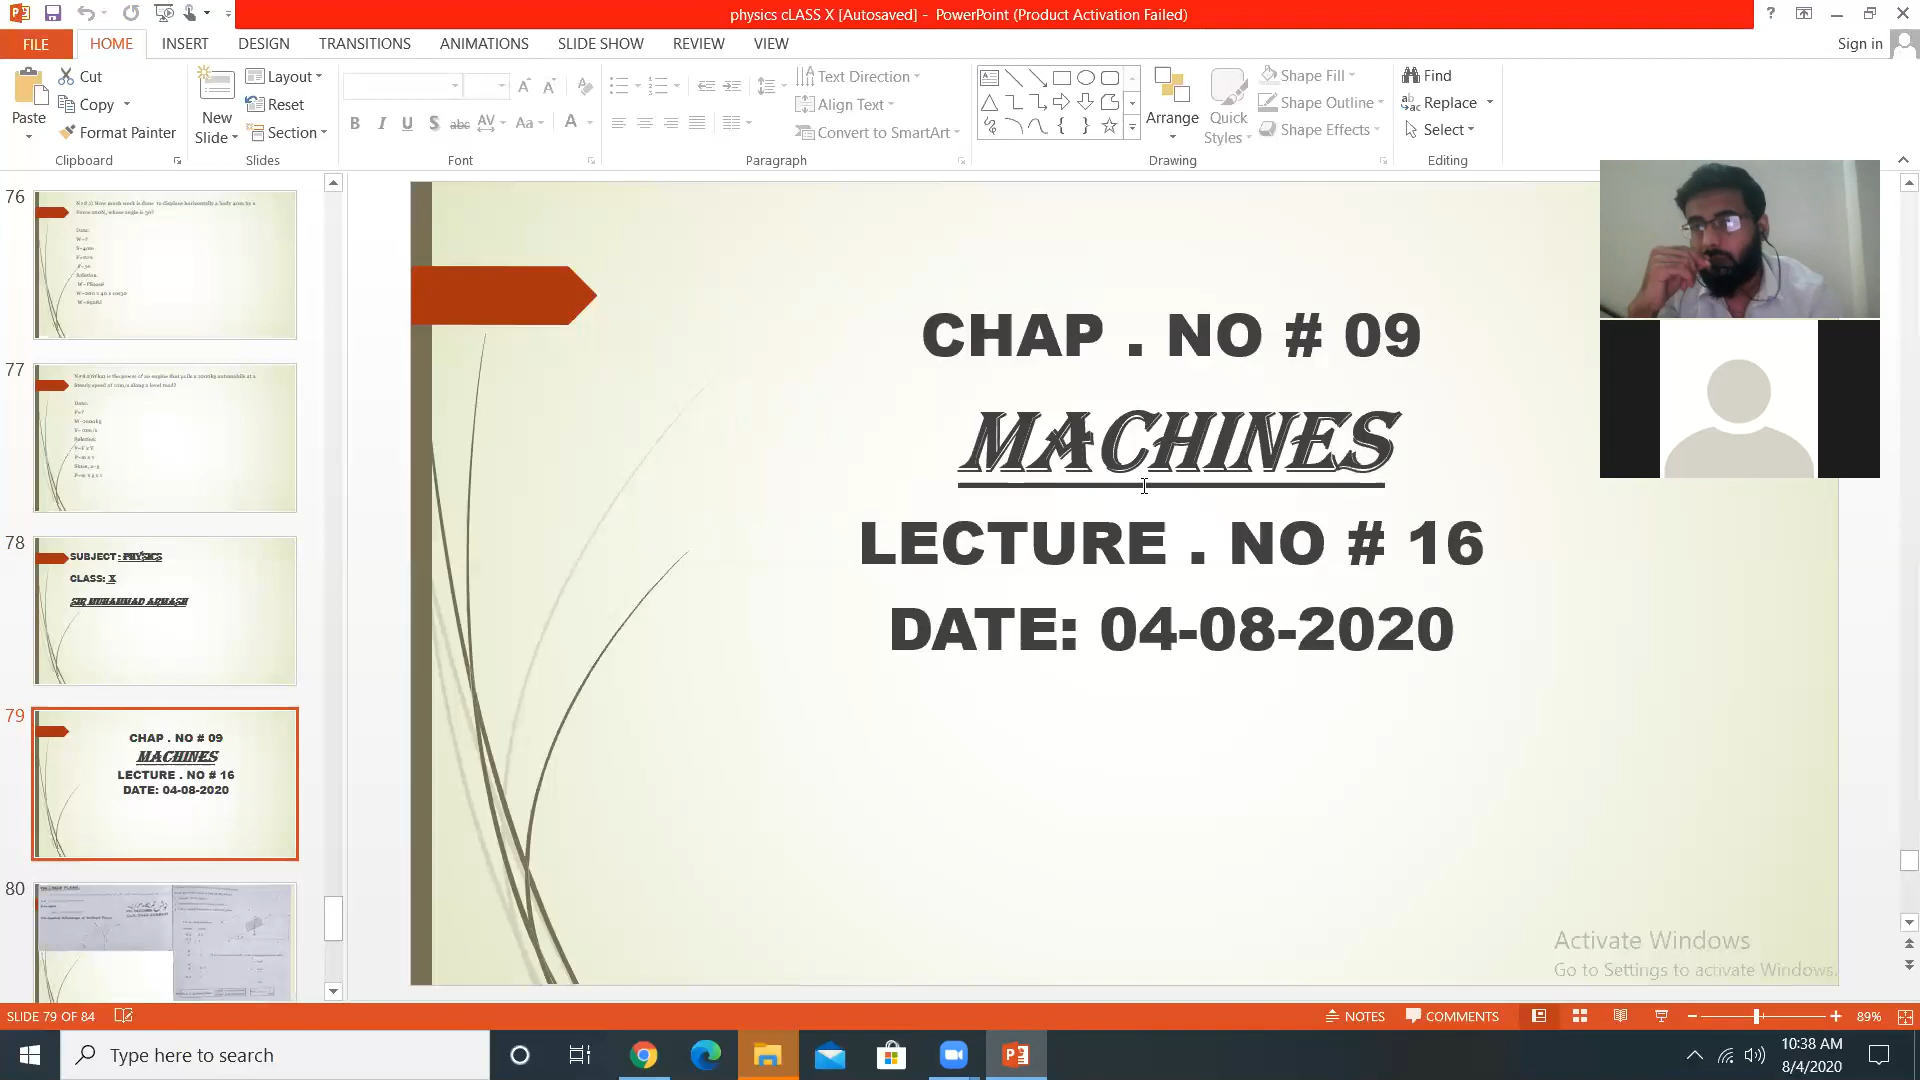 physics cLASS X [Autosaved] - PowerPoint (Product Activation Failed)
FILE HOME INSERT DESIGN TRANSITIONS ANIMATIONS SLIDE SHOW REVIEW VIEW Sign in
Paste Cut Copy Format Painter
Clipboard
New Slide Layout Reset Section
Slides
Font
Text Direction
Align Text
Convert to SmartArt
Paragraph
Arrange
Quick Styles
Shape Fill
Shape Outline
Shape Effects
Drawing
Find
Replace
Select
Editing
76
77
78
SUBJECT: PHYSICS
CLASS: X
79
CHAP . NO # 09
MACHINES
LECTURE . NO # 16
DATE: 04-08-2020
80
CHAP . NO # 09
MACHINES
LECTURE . NO # 16
DATE: 04-08-2020
Activate Windows
Go to Settings to activate Windows.
SLIDE 79 OF 84 NOTES COMMENTS 89%
Type here to search
10:38 AM
8/4/2020